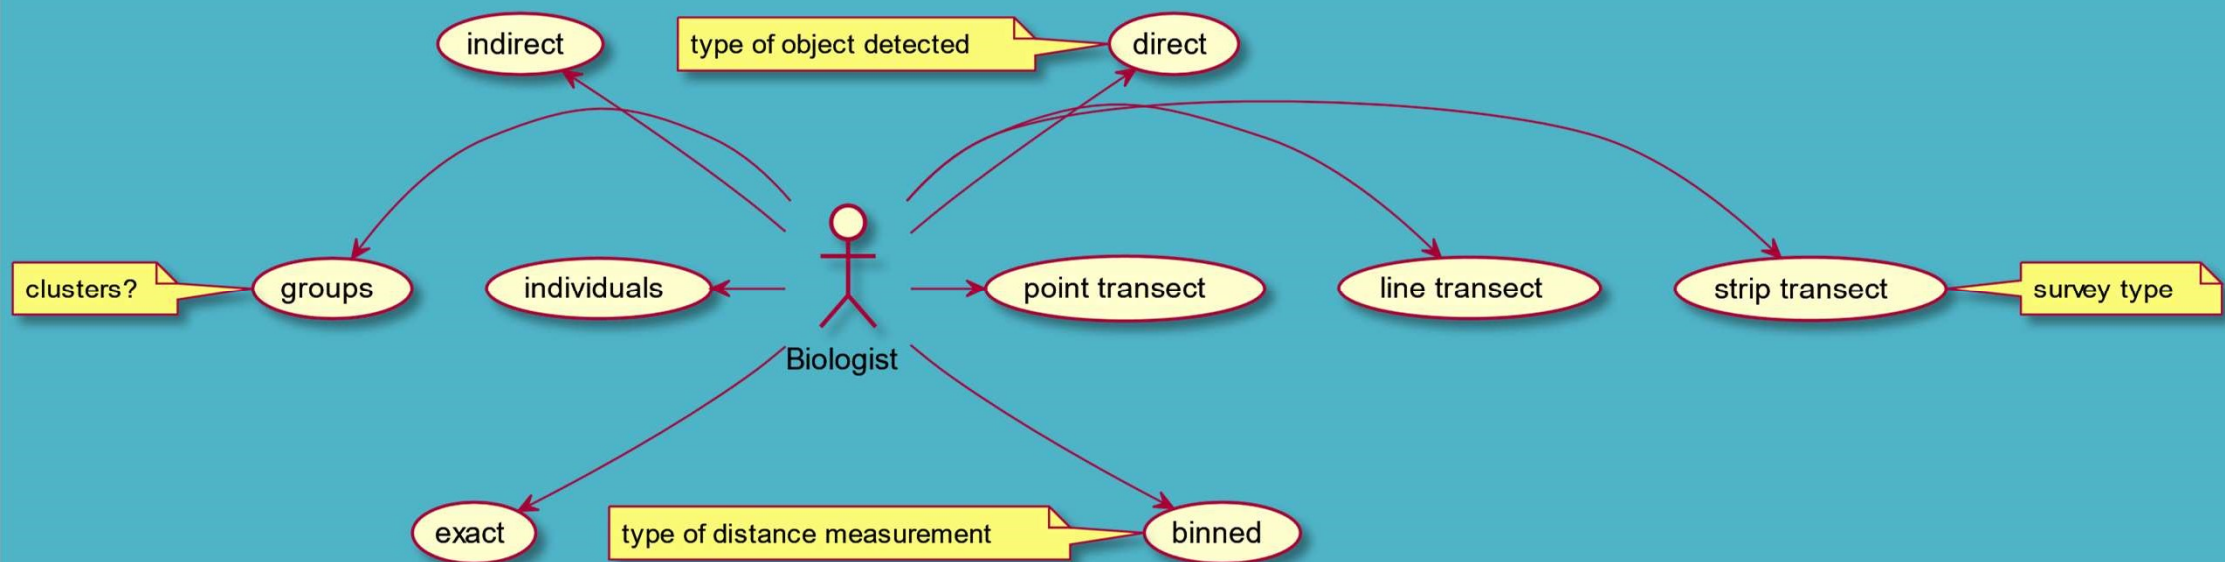 indirect
type of object detected
direct
clusters?
groups
individuals
point transect
line transect
strip transect
survey type
Biologist
exact
type of distance measurement
binned